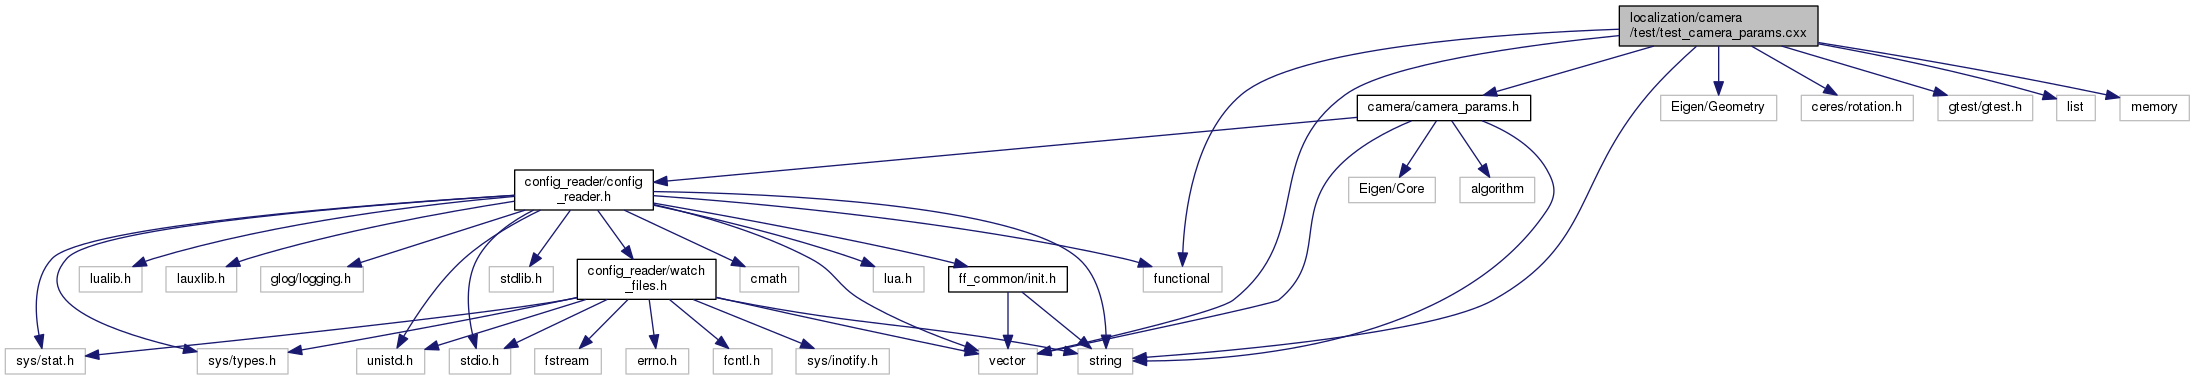 localization/camera
/test/test_camera_params.cxx
camera/camera_params.h
Eigen/Geometry
ceres/rotation.h
gtest/gtest.h
list
memory
config_reader/config
_reader.h
Eigen/Core
algorithm
lualib.h
lauxlib.h
glog/logging.h
stdlib.h
config_reader/watch
_files.h
cmath
lua.h
ff_common/init.h
functional
sys/stat.h
sys/types.h
unistd.h
stdio.h
fstream
errno.h
fcntl.h
sys/inotify.h
vector
string